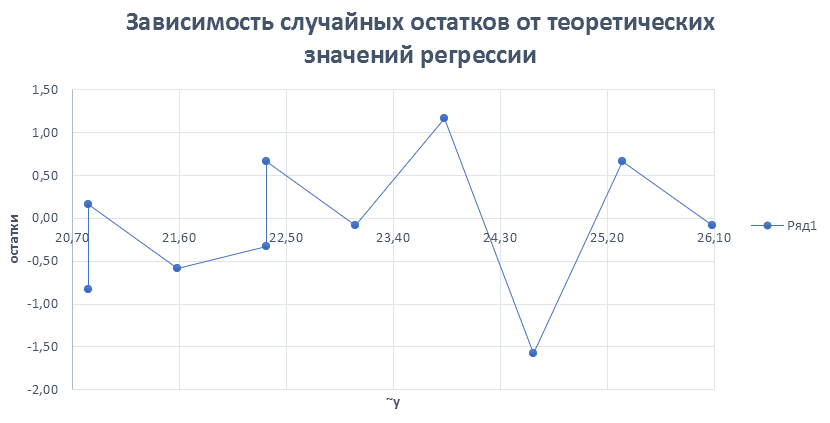 Зависимость случайных остатков от теоретических
значений регрессии
1,50
1,00
0,50
0,00
-0,50
-1,00
-1,50
-2,00
20,70 21,60 22,50 23,40 24,30 25,20 26,10
остатки
~y
Ряд1